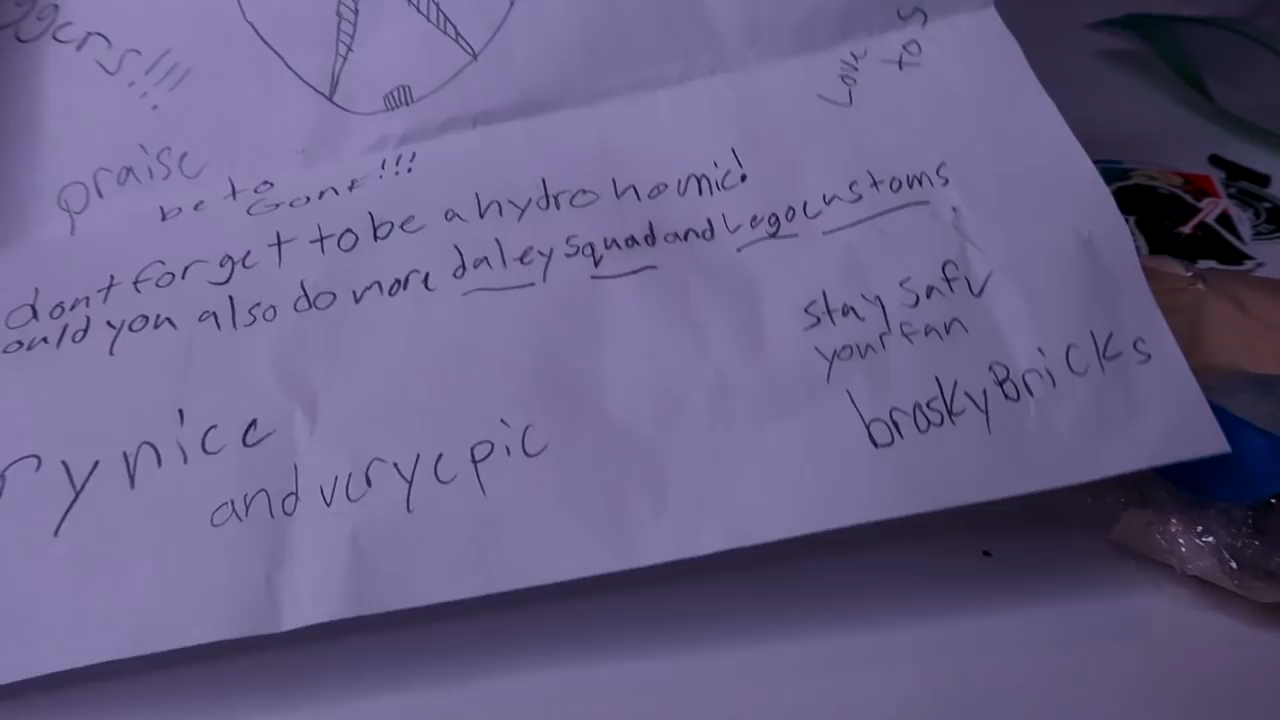 praise
be to
Gonk!!!
dont forget to be a hydro homie!
ould you also do more daley squad and Lego customs
stay safe
your fan
braskyBricks
ry nice
and very epic